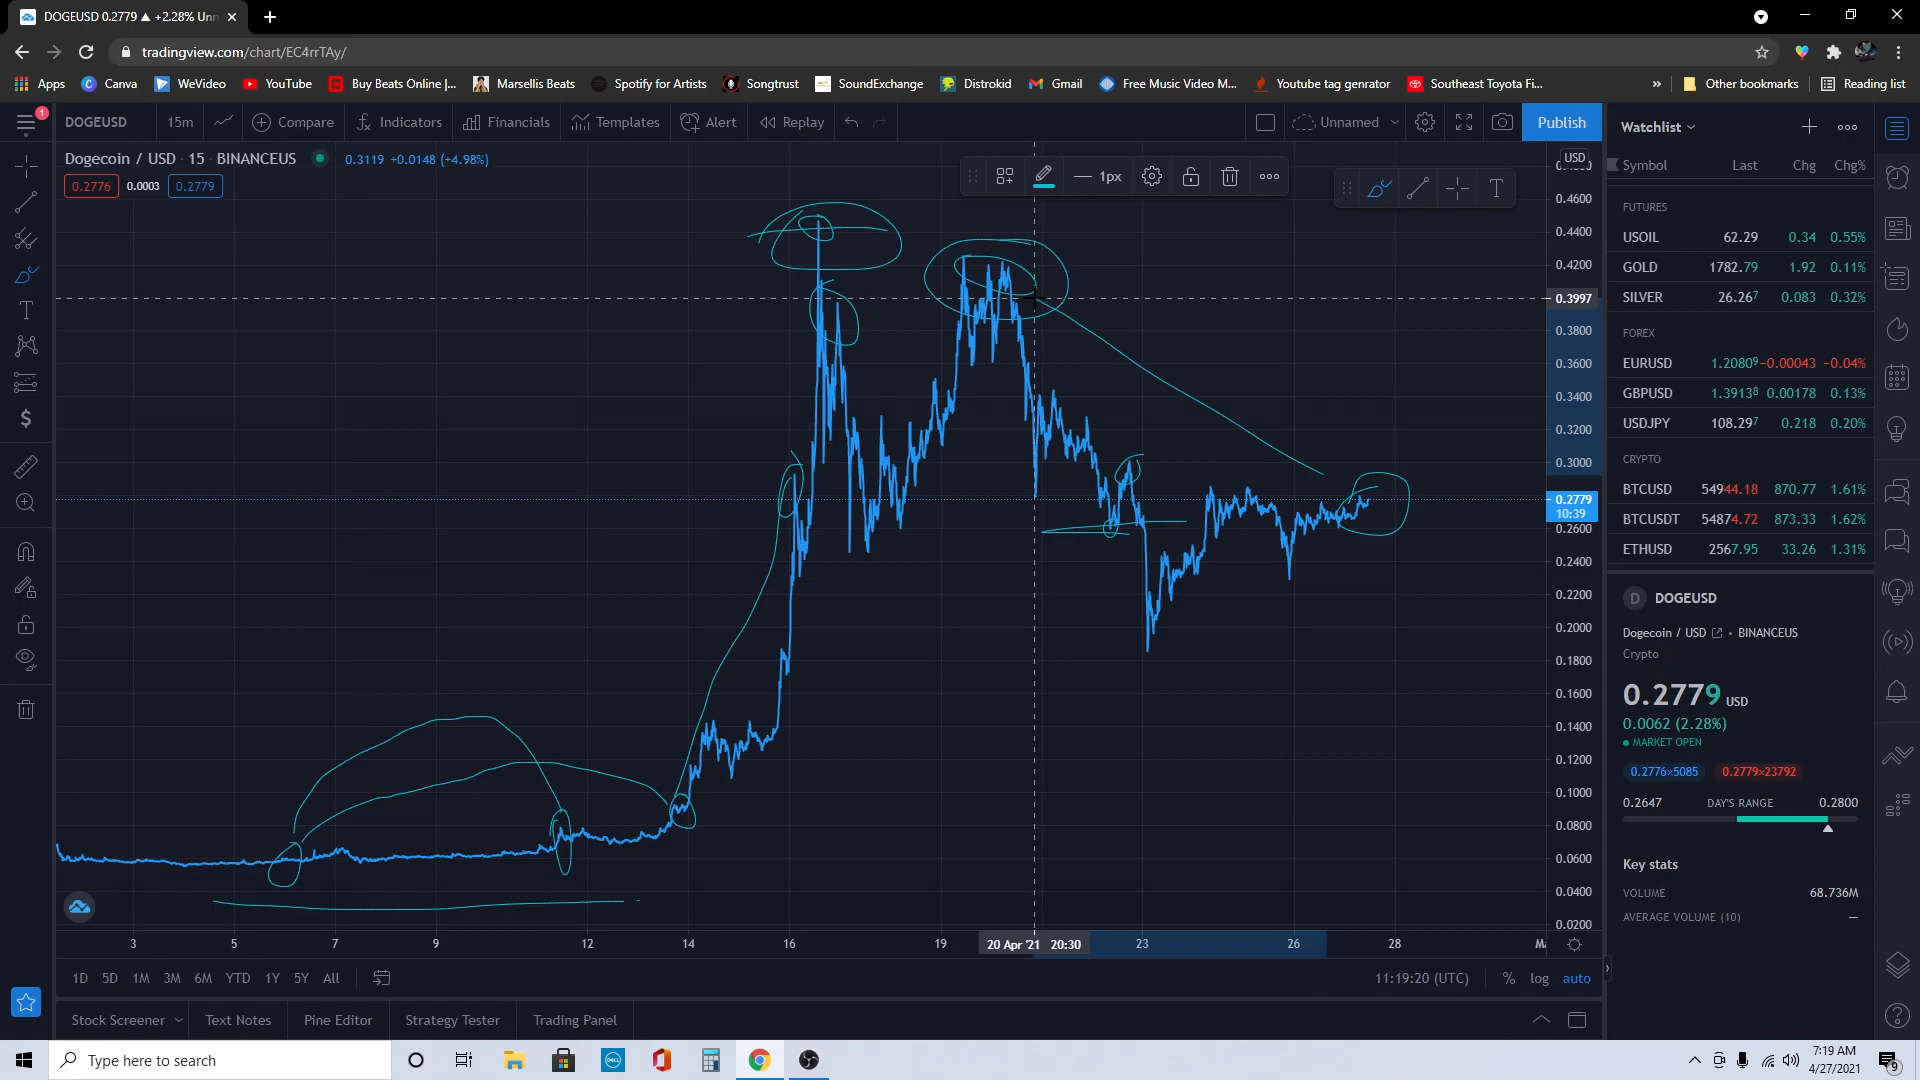 DOGEUSD 0.2779 ▲ +2.28% Unn
tradingview.com/chart/EC4rrTAy/
Apps Canva WeVideo YouTube Buy Beats Online |... Marsellis Beats Spotify for Artists Songtrust SoundExchange Distrokid Gmail Free Music Video M... Youtube tag genrator Southeast Toyota Fi... » Other bookmarks Reading list
1 DOGEUSD 15m Compare Indicators Financials Templates Alert Replay Unnamed Publish
Dogecoin / USD · 15 · BINANCEUS 0.3119 +0.0148 (+4.98%)
0.2776 0.0003 0.2779
1px
T
USD
0.4600
0.4400
0.4200
0.3997
0.3800
0.3600
0.3400
0.3200
0.3000
0.2779
10:39
0.2600
0.2400
0.2200
0.2000
0.1800
0.1600
0.1400
0.1200
0.1000
0.0800
0.0600
0.0400
0.0200
3 5 7 9 12 14 16 19 20 Apr '21 20:30 23 26 28
1D 5D 1M 3M 6M YTD 1Y 5Y All 11:19:20 (UTC) % log auto
Stock Screener Text Notes Pine Editor Strategy Tester Trading Panel
Watchlist
Symbol Last Chg Chg%
FUTURES
USOIL 62.29 0.34 0.55%
GOLD 1782.79 1.92 0.11%
SILVER 26.267 0.083 0.32%
FOREX
EURUSD 1.20809 −0.00043 −0.04%
GBPUSD 1.39138 0.00178 0.13%
USDJPY 108.297 0.218 0.20%
CRYPTO
BTCUSD 54944.18 870.77 1.61%
BTCUSDT 54874.72 873.33 1.62%
ETHUSD 2567.95 33.26 1.31%
D DOGEUSD
Dogecoin / USD • BINANCEUS
Crypto
0.2779 USD
0.0062 (2.28%)
MARKET OPEN
0.2776×5085 0.2779×23792
0.2647 DAY'S RANGE 0.2800
Key stats
VOLUME 68.736M
AVERAGE VOLUME (10) —
Type here to search
DELL
7:19 AM
4/27/2021
9